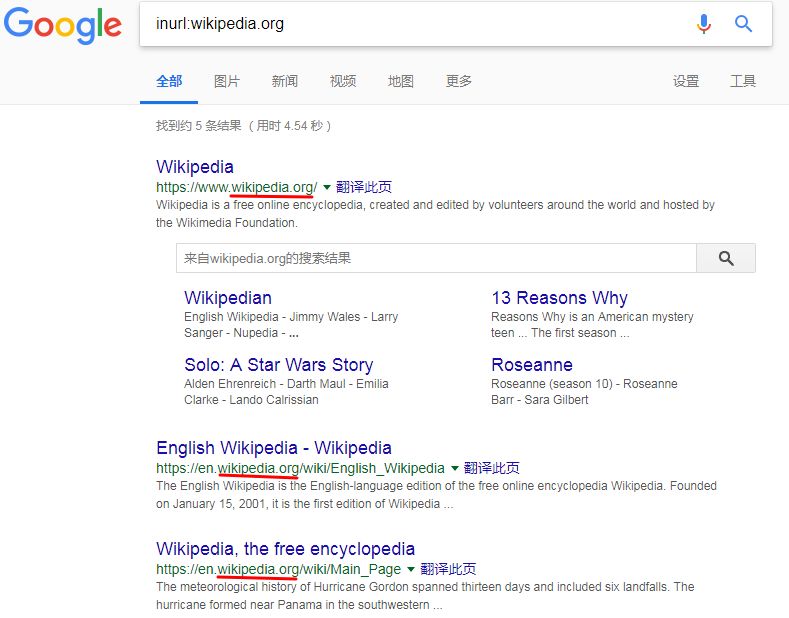 Google
inurl:wikipedia.org
全部 图片 新闻 视频 地图 更多 设置 工具
找到约 5 条结果 （用时 4.54 秒）
Wikipedia
https://www.wikipedia.org/ 翻译此页
Wikipedia is a free online encyclopedia, created and edited by volunteers around the world and hosted by
the Wikimedia Foundation.
来自wikipedia.org的搜索结果
Wikipedian
English Wikipedia - Jimmy Wales - Larry
Sanger - Nupedia - ...
13 Reasons Why
Reasons Why is an American mystery
teen ... The first season ...
Solo: A Star Wars Story
Alden Ehrenreich - Darth Maul - Emilia
Clarke - Lando Calrissian
Roseanne
Roseanne (season 10) - Roseanne
Barr - Sara Gilbert
English Wikipedia - Wikipedia
https://en.wikipedia.org/wiki/English_Wikipedia 翻译此页
The English Wikipedia is the English-language edition of the free online encyclopedia Wikipedia. Founded
on January 15, 2001, it is the first edition of Wikipedia ...
Wikipedia, the free encyclopedia
https://en.wikipedia.org/wiki/Main_Page 翻译此页
The meteorological history of Hurricane Gordon spanned thirteen days and included six landfalls. The
hurricane formed near Panama in the southwestern ...